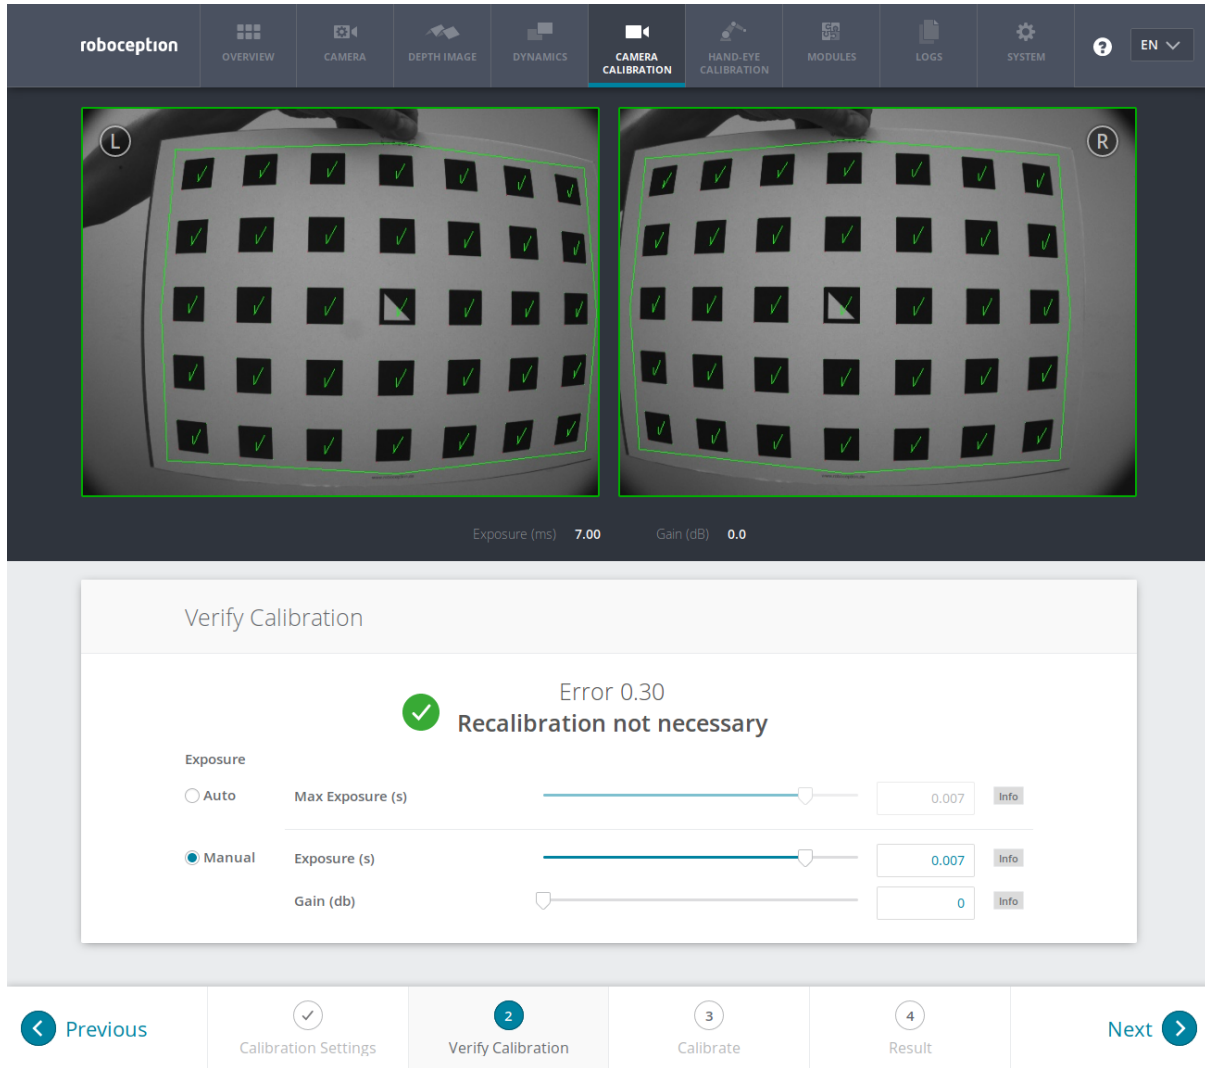 roboception
OVERVIEW
CAMERA
DEPTH IMAGE
DYNAMICS
CAMERA
CALIBRATION
HAND-EYE
CALIBRATION
MODULES
LOGS
SYSTEM
?
EN
L
R
Exposure (ms) 7.00 Gain (dB) 0.0
Verify Calibration
Error 0.30
Recalibration not necessary
Exposure
Auto Max Exposure (s) 0.007 Info
Manual Exposure (s) 0.007 Info
Gain (db) 0 Info
Previous
Calibration Settings
2
Verify Calibration
3
Calibrate
4
Result
Next